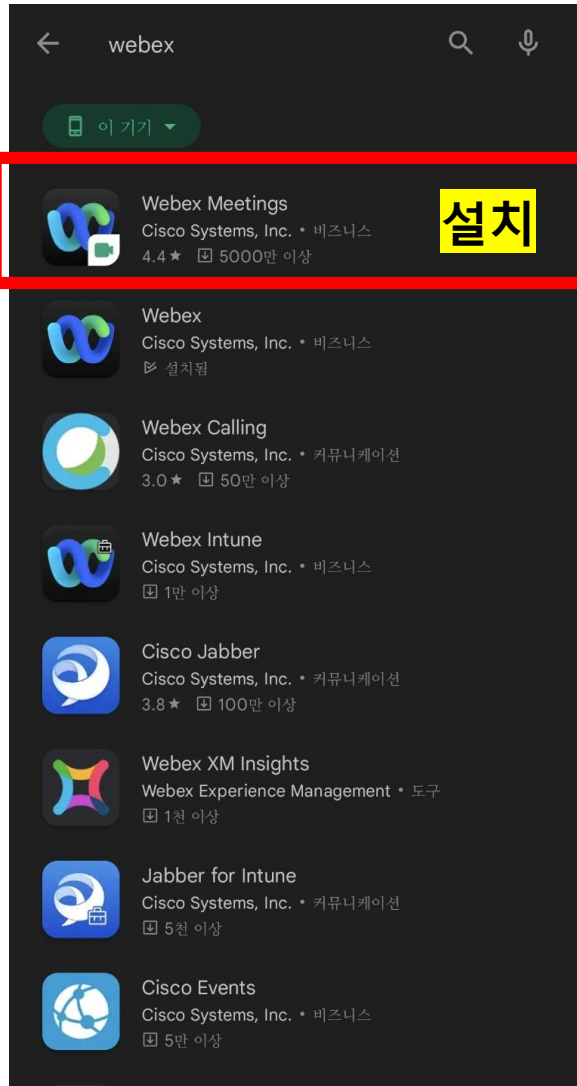 webex
이 기기
Webex Meetings
Cisco Systems, Inc. • 비즈니스
4.4★ 5000만 이상
설치
Webex
Cisco Systems, Inc. • 비즈니스
설치됨
Webex Calling
Cisco Systems, Inc. • 커뮤니케이션
3.0★ 50만 이상
Webex Intune
Cisco Systems, Inc. • 비즈니스
1만 이상
Cisco Jabber
Cisco Systems, Inc. • 커뮤니케이션
3.8★ 100만 이상
Webex XM Insights
Webex Experience Management • 도구
1천 이상
Jabber for Intune
Cisco Systems, Inc. • 커뮤니케이션
5천 이상
Cisco Events
Cisco Systems, Inc. • 비즈니스
5만 이상